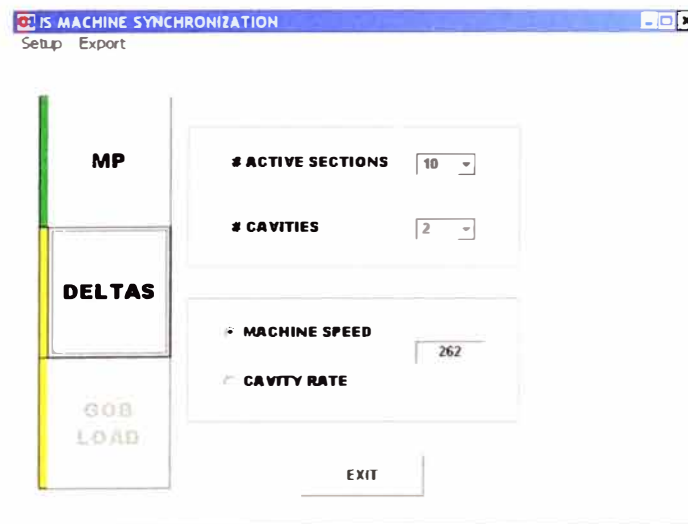 IS MACHINE SYNCHRONIZATION
Setup Export
MP
# ACTIVE SECTIONS 10
# CAVITIES 2
DELTAS
MACHINE SPEED
262
CAVITY RATE
GOB
LOAD
EXIT